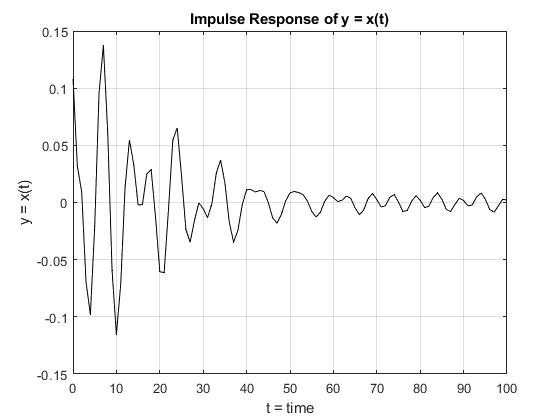 Impulse Response of y = x(t)
0.15
0.1
0.05
0
-0.05
-0.1
-0.15
y = x(t)
0 10 20 30 40 50 60 70 80 90 100
t = time